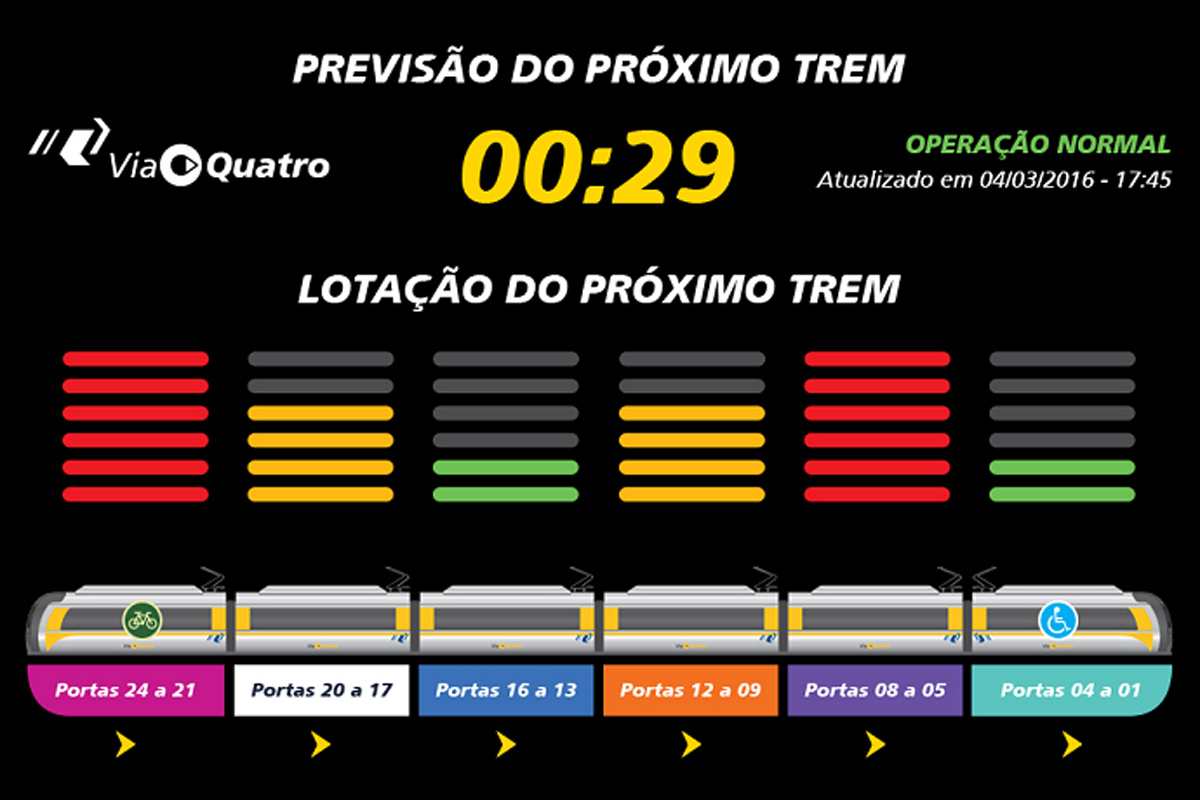 PREVISÃO DO PRÓXIMO TREM
ViaQuatro
00:29
OPERAÇÃO NORMAL
Atualizado em 04/03/2016 - 17:45
LOTAÇÃO DO PRÓXIMO TREM
Portas 24 a 21
Portas 20 a 17
Portas 16 a 13
Portas 12 a 09
Portas 08 a 05
Portas 04 a 01